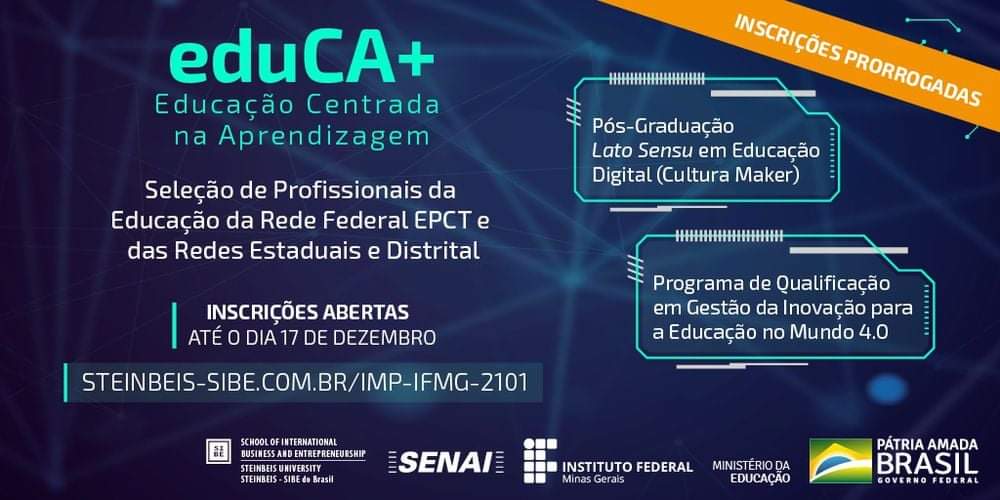 eduCA+
Educação Centrada
na Aprendizagem
Seleção de Profissionais da
Educação da Rede Federal EPCT e
das Redes Estaduais e Distrital
INSCRIÇÕES ABERTAS
ATÉ O DIA 17 DE DEZEMBRO
STEINBEIS-SIBE.COM.BR/IMP-IFMG-2101
INSCRIÇÕES PRORROGADAS
Pós-Graduação
Lato Sensu em Educação
Digital (Cultura Maker)
Programa de Qualificação
em Gestão da Inovação para
a Educação no Mundo 4.0
SI
BE
SCHOOL OF INTERNATIONAL
BUSINESS AND ENTREPRENEURSHIP
STEINBEIS UNIVERSITY
STEINBEIS - SIBE do Brasil
SENAI
INSTITUTO FEDERAL
Minas Gerais
MINISTÉRIO DA
EDUCAÇÃO
PÁTRIA AMADA
BRASIL
GOVERNO FEDERAL